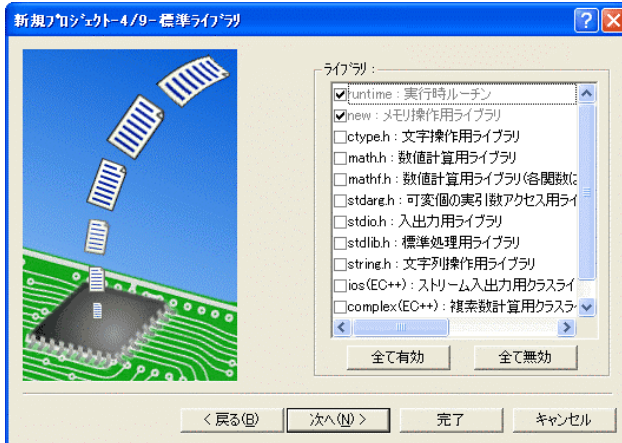 新規プロジェクト-4/9-標準ライブラリ
ライブラリ :
runtime : 実行時ルーチン
new : メモリ操作用ライブラリ
ctype.h : 文字操作用ライブラリ
math.h : 数値計算用ライブラリ
mathf.h : 数値計算用ライブラリ(各関数は
stdarg.h : 可変個の実引数アクセス用ライ
stdio.h : 入出力用ライブラリ
stdlib.h : 標準処理用ライブラリ
string.h : 文字列操作用ライブラリ
ios(EC++) : ストリーム入出力用クラスライ
complex(EC++) : 複素数計算用クラスラ
全て有効 全て無効
< 戻る(B) 次へ(N) > 完了 キャンセル